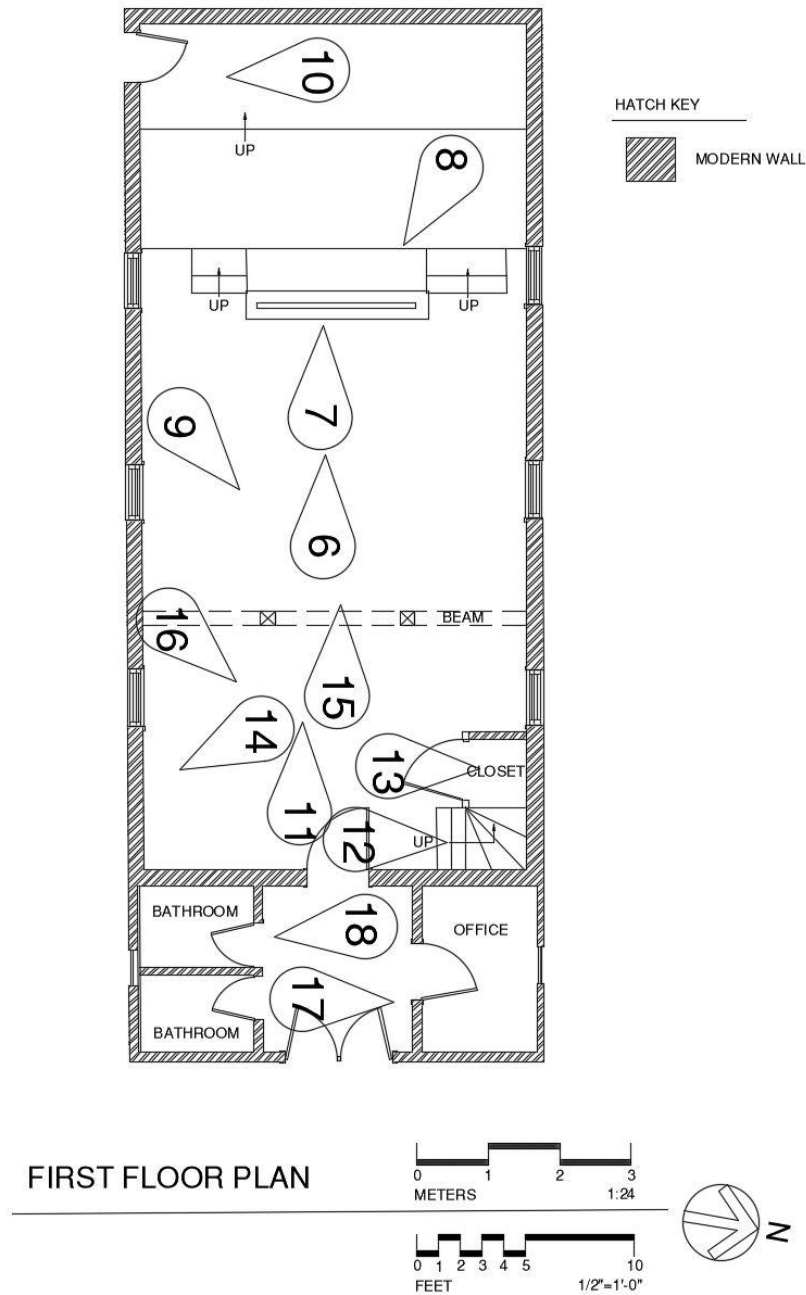 10
HATCH KEY
MODERN WALL
UP
8
UP
UP
7
9
6
BEAM
16
15
14
13
CLOSET
11
12
UP
BATHROOM
18
OFFICE
17
BATHROOM
FIRST FLOOR PLAN
0 1 2 3
METERS 1:24
N
0 1 2 3 4 5 10
FEET 1/2"=1'-0"